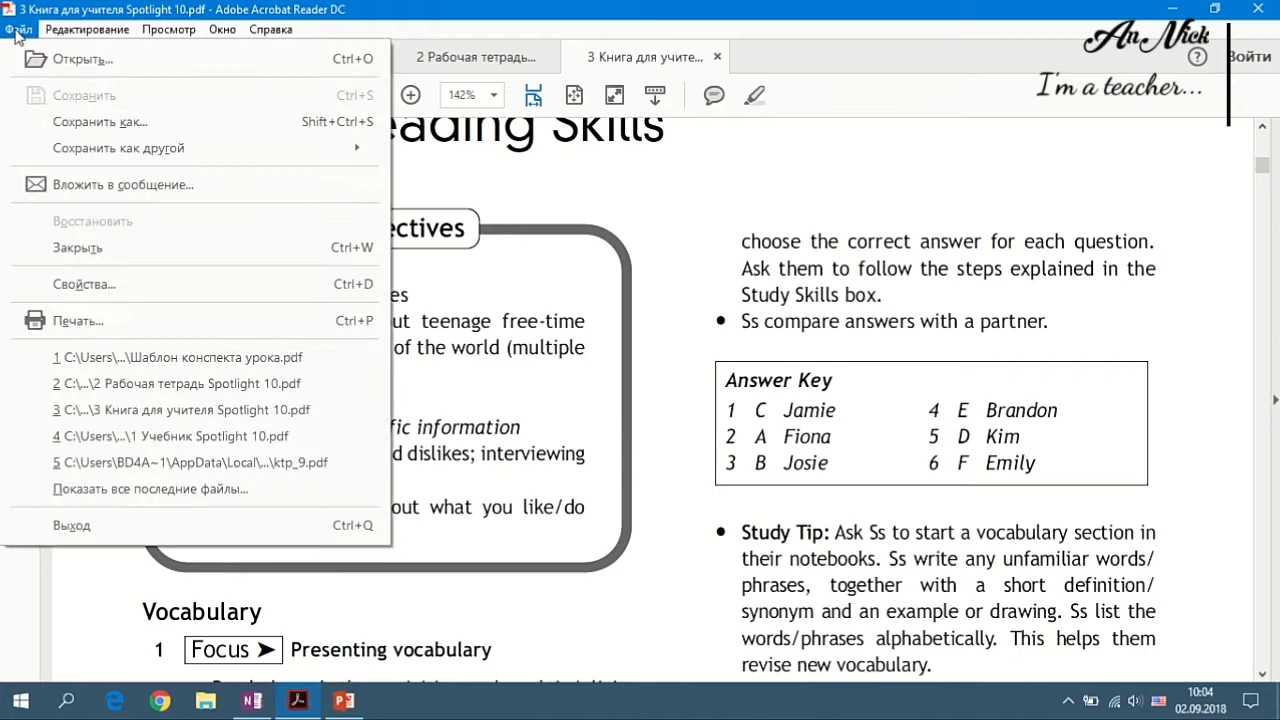 3 Книга для учителя Spotlight 10.pdf - Adobe Acrobat Reader DC
Файл Редактирование Просмотр Окно Справка
An Nick
I'm a teacher...
Открыть... Ctrl+O
Сохранить Ctrl+S
Сохранить как... Shift+Ctrl+S
Сохранить как другой
Вложить в сообщение...
Восстановить
Закрыть Ctrl+W
Свойства... Ctrl+D
Печать... Ctrl+P
1 C:\Users\...\Шаблон конспекта урока.pdf
2 C:\...\2 Рабочая тетрадь Spotlight 10.pdf
3 C:\...\3 Книга для учителя Spotlight 10.pdf
4 C:\Users\...\1 Учебник Spotlight 10.pdf
5 C:\Users\BD4A~1\AppData\Local\...\ktp_9.pdf
Показать все последние файлы...
Выход Ctrl+Q
2 Рабочая тетрадь... 3 Книга для учите... × ? Войти
142%
eading Skills
ectives
es
ut teenage free-time
of the world (multiple
fic information
d dislikes; interviewing
out what you like/do
Vocabulary
1 Focus ➤ Presenting vocabulary
choose the correct answer for each question.
Ask them to follow the steps explained in the
Study Skills box.
• Ss compare answers with a partner.
Answer Key
1 C Jamie 4 E Brandon
2 A Fiona 5 D Kim
3 B Josie 6 F Emily
• Study Tip: Ask Ss to start a vocabulary section in
their notebooks. Ss write any unfamiliar words/
phrases, together with a short definition/
synonym and an example or drawing. Ss list the
words/phrases alphabetically. This helps them
revise new vocabulary.
10:04
02.09.2018